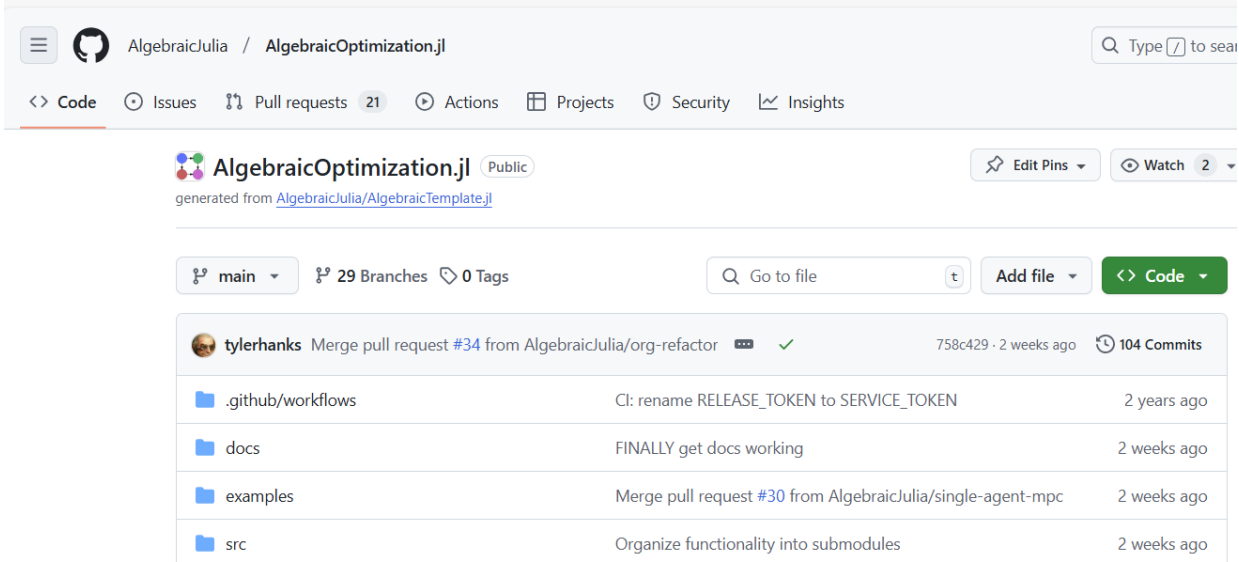 AlgebraicJulia / AlgebraicOptimization.jl
Type / to sear
Code Issues Pull requests 21 Actions Projects Security Insights
AlgebraicOptimization.jl Public
Edit Pins Watch 2
generated from AlgebraicJulia/AlgebraicTemplate.jl
main 29 Branches 0 Tags Go to file t Add file Code
tylerhanks Merge pull request #34 from AlgebraicJulia/org-refactor 758c429 · 2 weeks ago 104 Commits
.github/workflows CI: rename RELEASE_TOKEN to SERVICE_TOKEN 2 years ago
docs FINALLY get docs working 2 weeks ago
examples Merge pull request #30 from AlgebraicJulia/single-agent-mpc 2 weeks ago
src Organize functionality into submodules 2 weeks ago